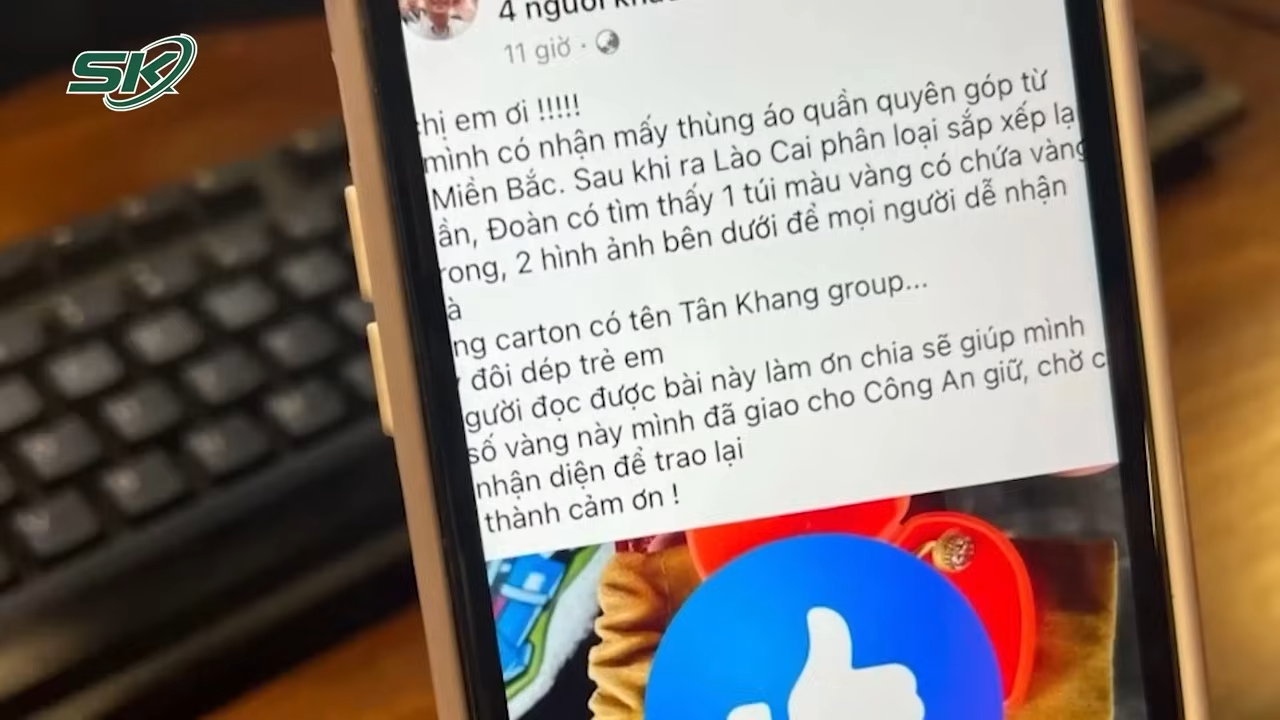 SK
4 người khác
11 giờ ·
chị em ơi !!!!!
mình có nhận mấy thùng áo quần quyên góp từ
Miền Bắc. Sau khi ra Lào Cai phân loại sắp xếp lạ
ần, Đoàn có tìm thấy 1 túi màu vàng có chứa vàng
rong, 2 hình ảnh bên dưới để mọi người dễ nhận
à
ng carton có tên Tân Khang group...
đôi dép trẻ em
gười đọc được bài này làm ơn chia sẽ giúp mình
số vàng này mình đã giao cho Công An giữ, chờ c
nhận diện để trao lại
thành cảm ơn !